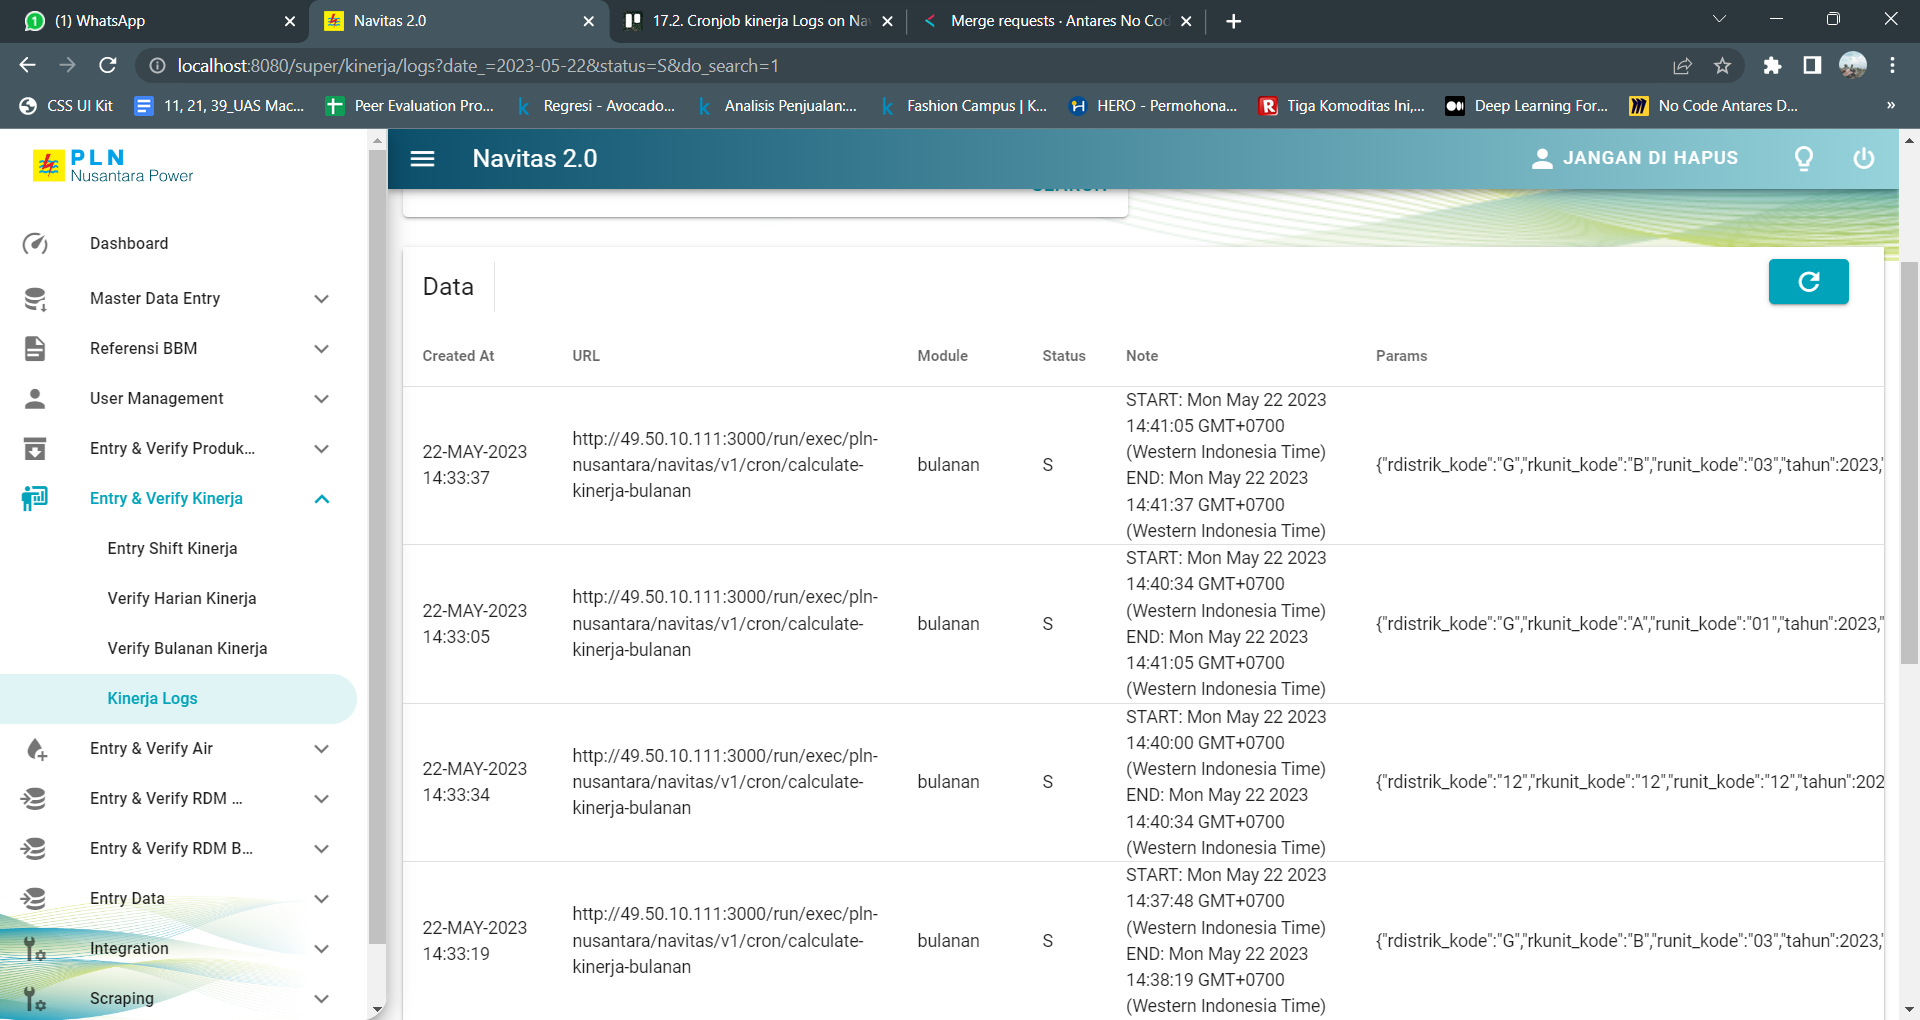 (1) WhatsApp
Navitas 2.0
17.2. Cronjob kinerja Logs on Na
Merge requests · Antares No Cod
localhost:8080/super/kinerja/logs?date_=2023-05-22&status=S&do_search=1
CSS UI Kit
11, 21, 39_UAS Mac...
Peer Evaluation Pro...
Regresi - Avocado...
Analisis Penjualan:...
Fashion Campus | K...
HERO - Permohona...
Tiga Komoditas Ini,...
Deep Learning For...
No Code Antares D...
»
PLN
Nusantara Power
Navitas 2.0
JANGAN DI HAPUS
Dashboard
Master Data Entry
Referensi BBM
User Management
Entry & Verify Produk...
Entry & Verify Kinerja
Entry Shift Kinerja
Verify Harian Kinerja
Verify Bulanan Kinerja
Kinerja Logs
Entry & Verify Air
Entry & Verify RDM ...
Entry & Verify RDM B...
Entry Data
Integration
Scraping
SEARCH
Data
Created At
URL
Module
Status
Note
Params
22-MAY-2023
14:33:37
http://49.50.10.111:3000/run/exec/pln-
nusantara/navitas/v1/cron/calculate-
kinerja-bulanan
bulanan
S
START: Mon May 22 2023
14:41:05 GMT+0700
(Western Indonesia Time)
END: Mon May 22 2023
14:41:37 GMT+0700
(Western Indonesia Time)
{"rdistrik_kode":"G","rkunit_kode":"B","runit_kode":"03","tahun":2023,"
22-MAY-2023
14:33:05
http://49.50.10.111:3000/run/exec/pln-
nusantara/navitas/v1/cron/calculate-
kinerja-bulanan
bulanan
S
START: Mon May 22 2023
14:40:34 GMT+0700
(Western Indonesia Time)
END: Mon May 22 2023
14:41:05 GMT+0700
(Western Indonesia Time)
{"rdistrik_kode":"G","rkunit_kode":"A","runit_kode":"01","tahun":2023,"
22-MAY-2023
14:33:34
http://49.50.10.111:3000/run/exec/pln-
nusantara/navitas/v1/cron/calculate-
kinerja-bulanan
bulanan
S
START: Mon May 22 2023
14:40:00 GMT+0700
(Western Indonesia Time)
END: Mon May 22 2023
14:40:34 GMT+0700
(Western Indonesia Time)
{"rdistrik_kode":"12","rkunit_kode":"12","runit_kode":"12","tahun":202
22-MAY-2023
14:33:19
http://49.50.10.111:3000/run/exec/pln-
nusantara/navitas/v1/cron/calculate-
kinerja-bulanan
bulanan
S
START: Mon May 22 2023
14:37:48 GMT+0700
(Western Indonesia Time)
END: Mon May 22 2023
14:38:19 GMT+0700
(Western Indonesia Time)
{"rdistrik_kode":"G","rkunit_kode":"B","runit_kode":"03","tahun":2023,"